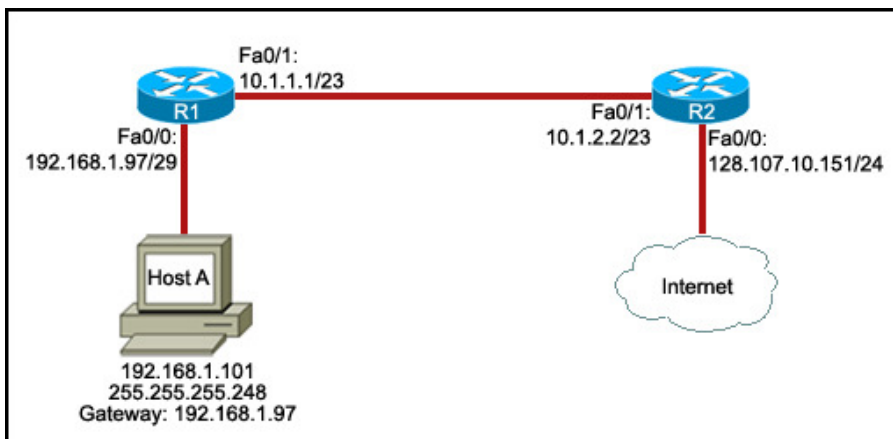 Fa0/1:
10.1.1.1/23
R1
R2
Fa0/0:
192.168.1.97/29
Fa0/1:
10.1.2.2/23
Fa0/0:
128.107.10.151/24
Host A
Internet
192.168.1.101
255.255.255.248
Gateway: 192.168.1.97